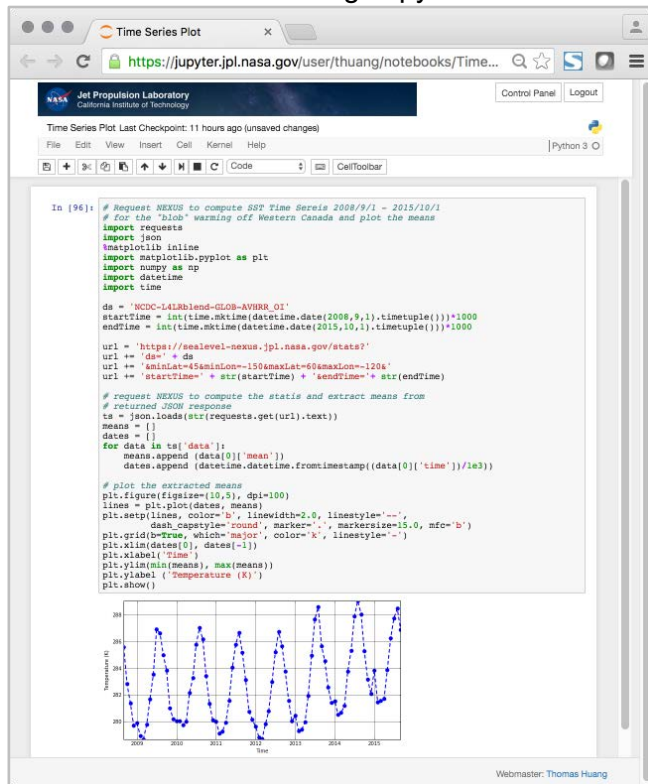 Time Series Plot
https://jupyter.jpl.nasa.gov/user/thuang/notebooks/Time...
NASA
Jet Propulsion Laboratory
California Institute of Technology
Control Panel
Logout
Time Series Plot Last Checkpoint: 11 hours ago (unsaved changes)
File Edit View Insert Cell Kernel Help
Python 3
Code
CellToolbar
In [96]:
# Request NEXUS to compute SST Time Sereis 2008/9/1 - 2015/10/1
# for the "blob" warming off Western Canada and plot the means
import requests
import json
%matplotlib inline
import matplotlib.pyplot as plt
import numpy as np
import datetime
import time
ds = 'NCDC-L4LRblend-GLOB-AVHRR_OI'
startTime = int(time.mktime(datetime.date(2008,9,1).timetuple()))*1000
endTime = int(time.mktime(datetime.date(2015,10,1).timetuple()))*1000
url = 'https://sealevel-nexus.jpl.nasa.gov/stats?'
url += 'ds=' + ds
url += '&minLat=45&minLon=-150&maxLat=60&maxLon=-120&'
url += 'startTime=' + str(startTime) + '&endTime='+ str(endTime)
# request NEXUS to compute the statis and extract means from
# returned JSON response
ts = json.loads(str(requests.get(url).text))
means = []
dates = []
for data in ts['data']:
means.append (data[0]['mean'])
dates.append (datetime.datetime.fromtimestamp((data[0]['time'])/1e3))
# plot the extracted means
plt.figure(figsize=(10,5), dpi=100)
lines = plt.plot(dates, means)
plt.setp(lines, color='b', linewidth=2.0, linestyle='--',
dash_capstyle='round', marker='.', markersize=15.0, mfc='b')
plt.grid(b=True, which='major', color='k', linestyle='-')
plt.xlim(dates[0], dates[-1])
plt.xlabel('Time')
plt.ylim(min(means), max(means))
plt.ylabel ('Temperature (K)')
plt.show()
288
286
284
282
280
Temperature (K)
2009 2010 2011 2012 2013 2014 2015
Time
Webmaster: Thomas Huang